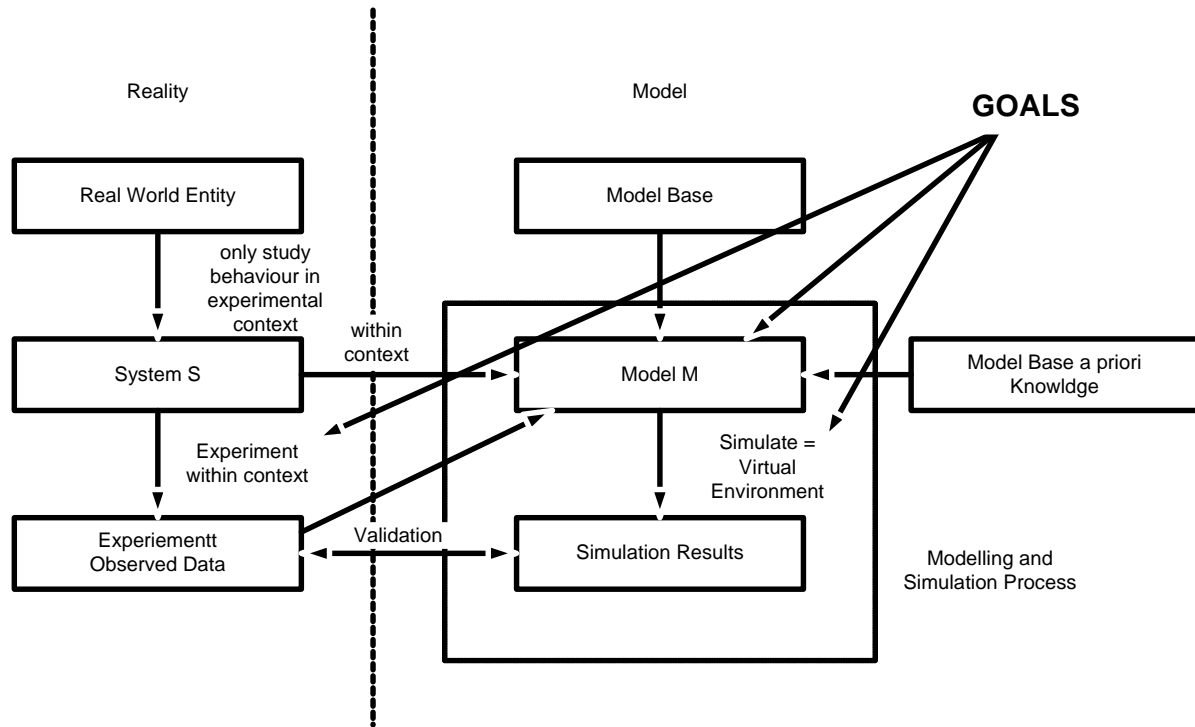 Reality
Model
GOALS
Real World Entity
Model Base
only study
behaviour in
experimental
context
within
context
System S
Model M
Model Base a priori
Knowldge
Experiment
within context
Simulate =
Virtual
Environment
Experiementt
Observed Data
Validation
Simulation Results
Modelling and
Simulation Process